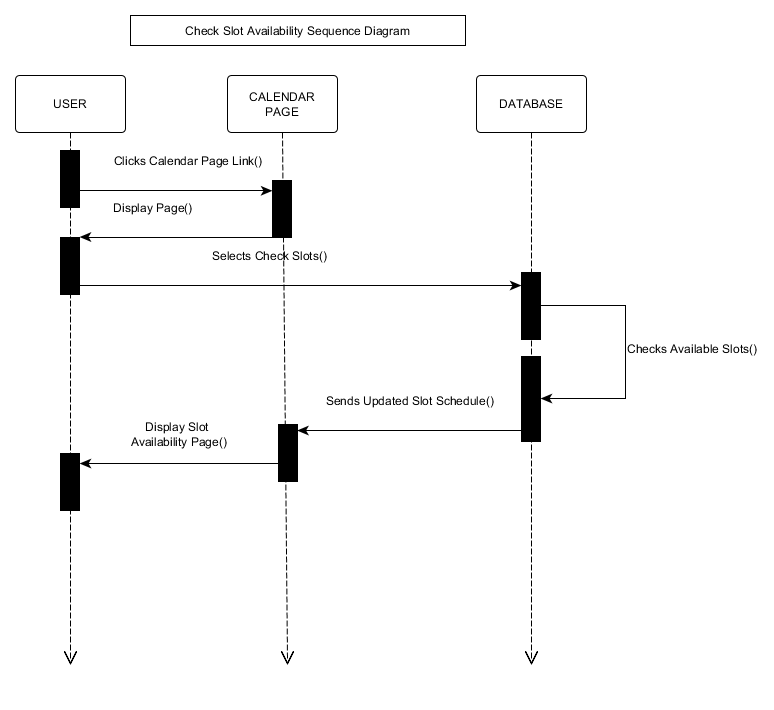 Check Slot Availability Sequence Diagram
USER
CALENDAR
PAGE
DATABASE
Clicks Calendar Page Link()
Display Page()
Selects Check Slots()
Checks Available Slots()
Sends Updated Slot Schedule()
Display Slot
Availability Page()